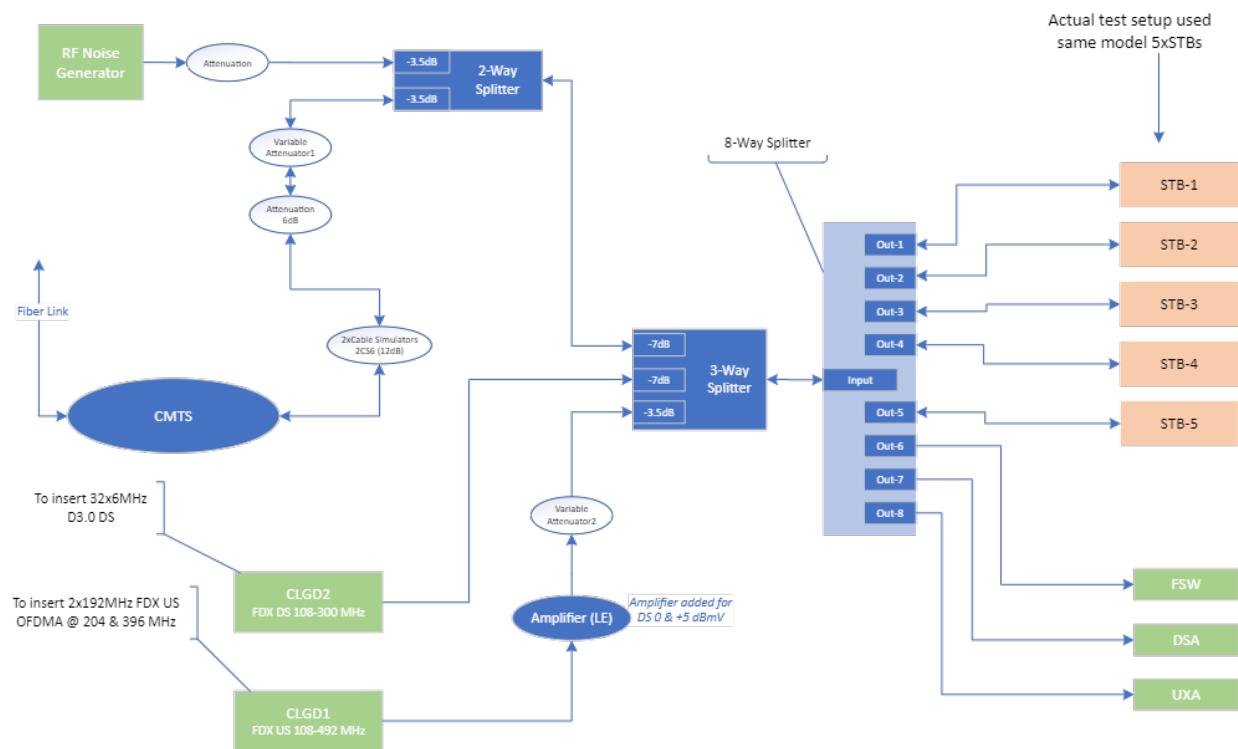 Actual test setup used
same model 5xSTBs
RF Noise
Generator
Attenuation
-3.5dB
-3.5dB
2-Way
Splitter
Variable
Attenuator1
Attenuation
6dB
8-Way Splitter
Fiber Link
2xCable Simulators
2CS6 (12dB)
CMTS
-7dB
-7dB
-3.5dB
3-Way
Splitter
Out-1
Out-2
Out-3
Out-4
Input
Out-5
Out-6
Out-7
Out-8
STB-1
STB-2
STB-3
STB-4
STB-5
To insert 32x6MHz
D3.0 DS
Variable
Attenuator2
CLGD2
FDX DS 108-300 MHz
To insert 2x192MHz FDX US
OFDMA @ 204 & 396 MHz
Amplifier (LE)
Amplifier added for
DS 0 & +5 dBmV
CLGD1
FDX US 108-492 MHz
FSW
DSA
UXA